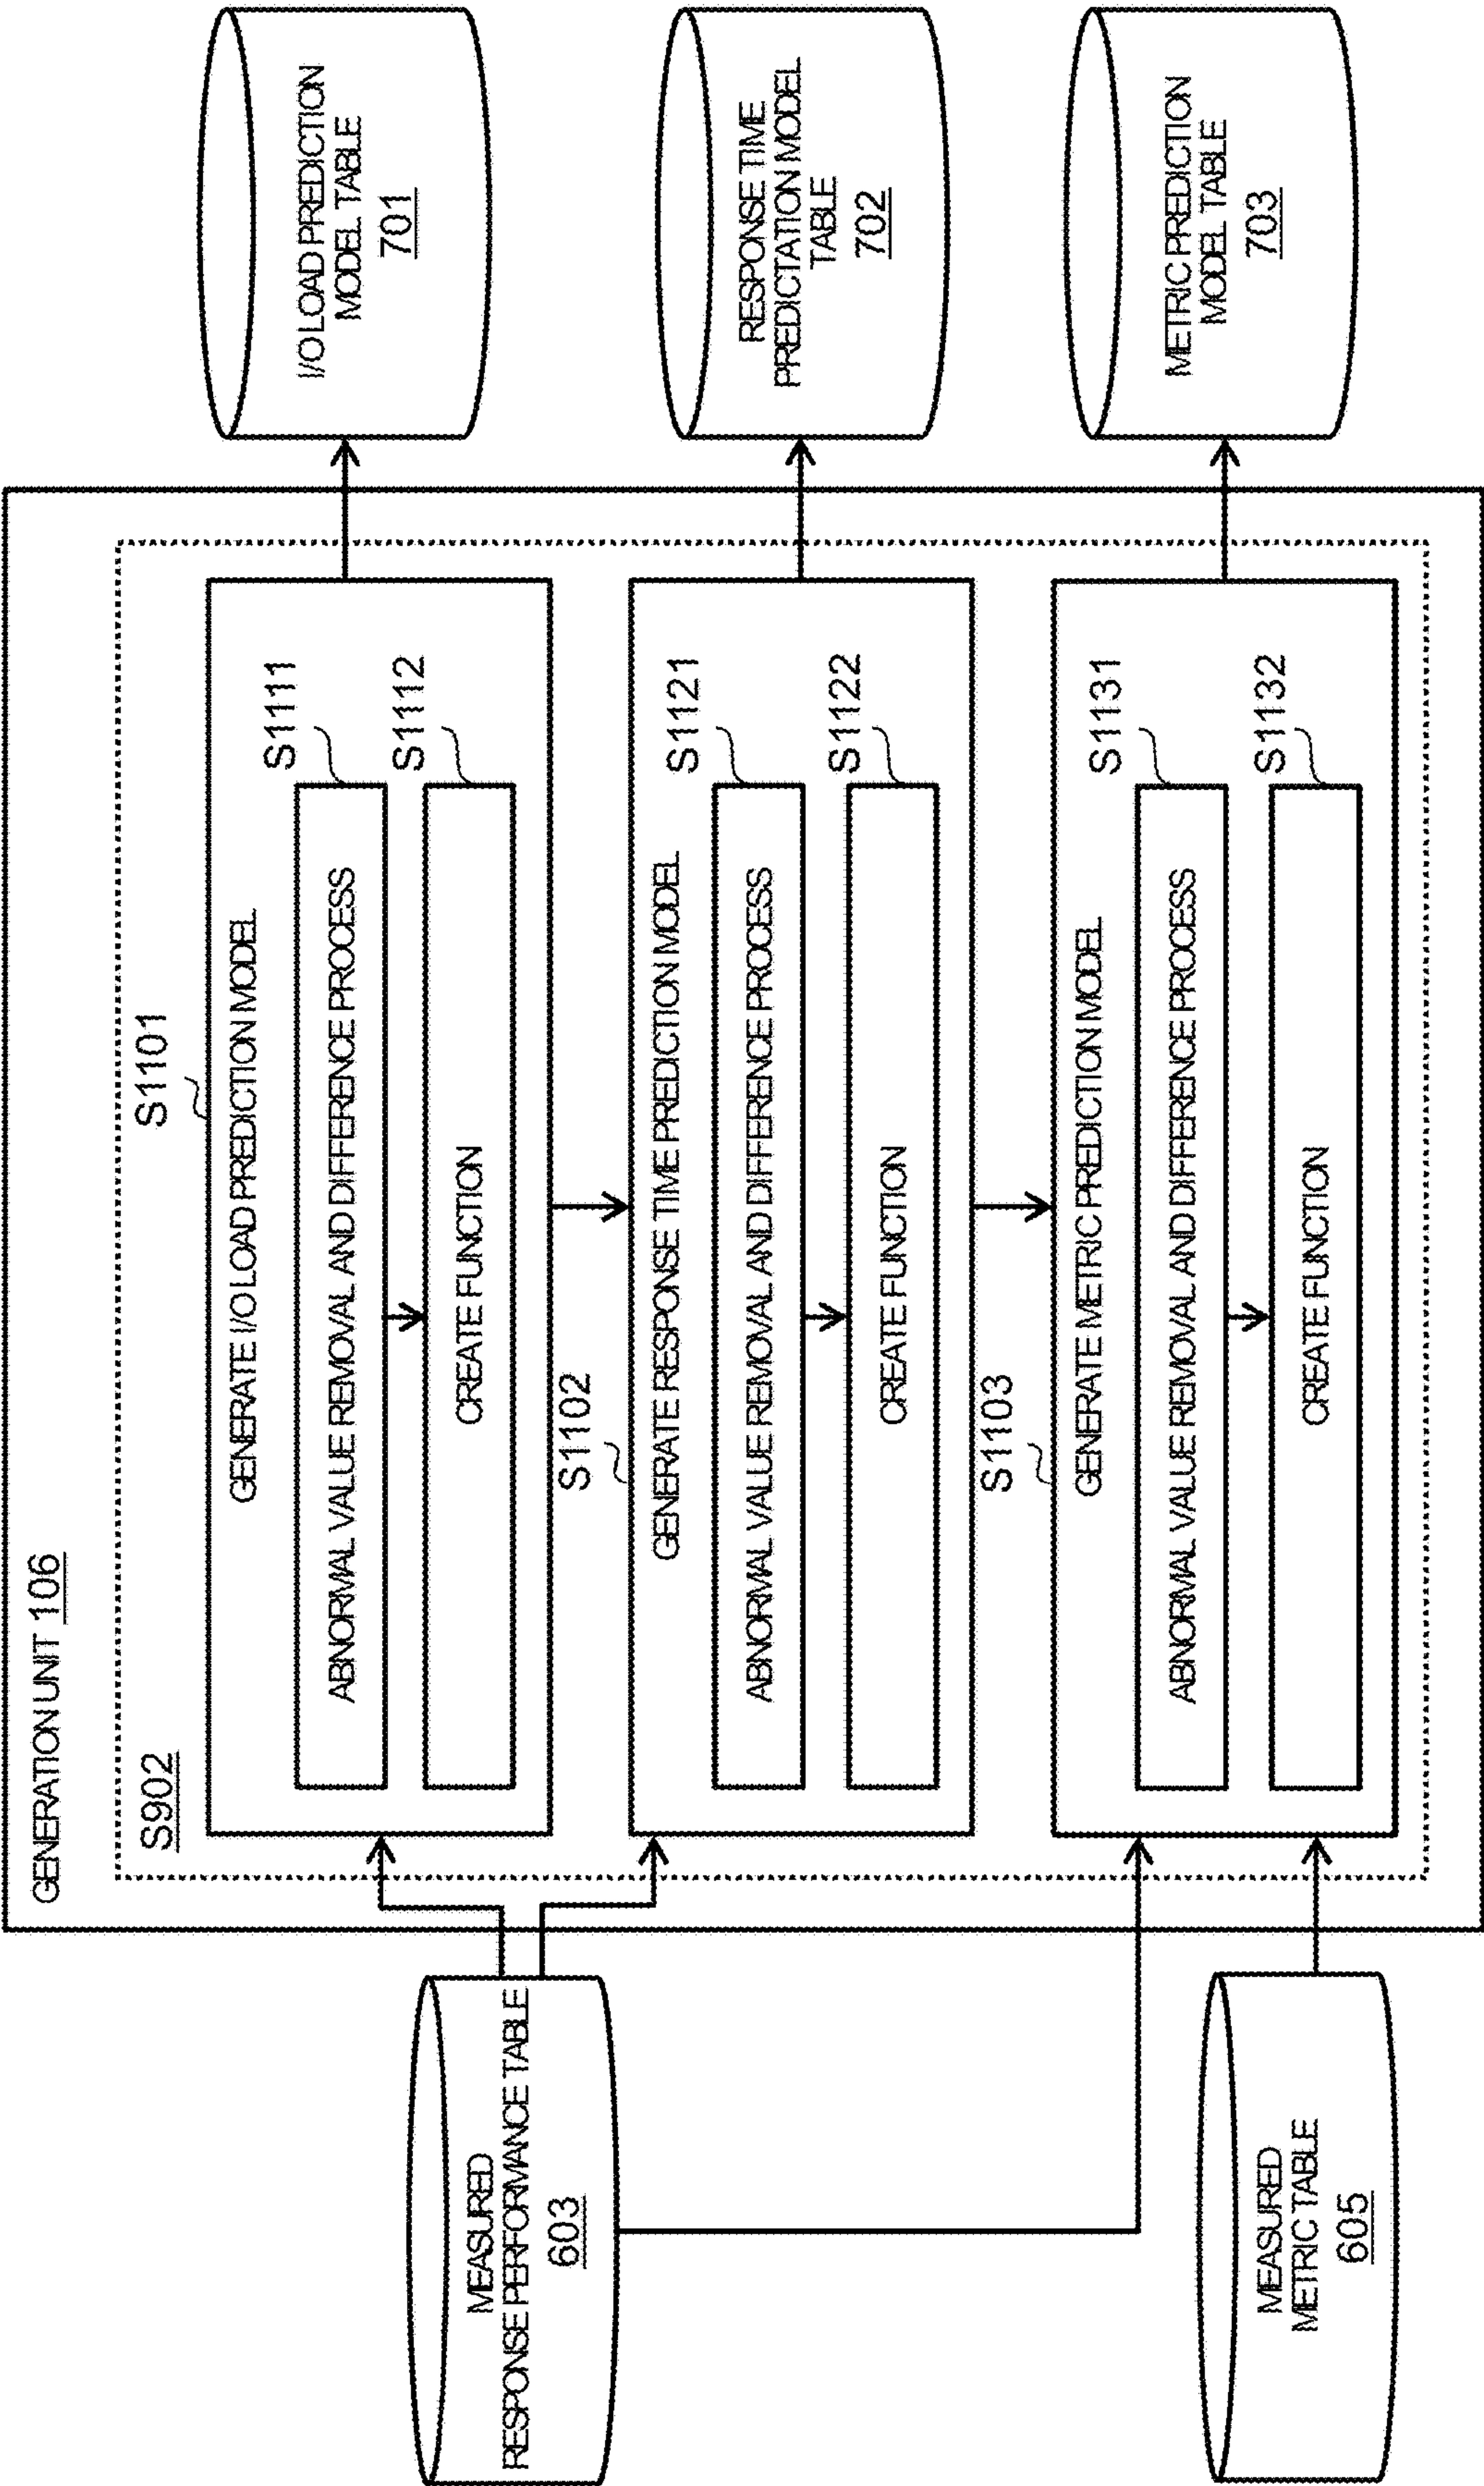 GENERATION UNIT 106
S902
S1101
GENERATE I/O LOAD PREDICTION MODEL
S1111
ABNORMAL VALUE REMOVAL AND DIFFERENCE PROCESS
S1112
CREATE FUNCTION
S1102
GENERATE RESPONSE TIME PREDICTION MODEL
S1121
ABNORMAL VALUE REMOVAL AND DIFFERENCE PROCESS
S1122
CREATE FUNCTION
S1103
GENERATE METRIC PREDICTION MODEL
S1131
ABNORMAL VALUE REMOVAL AND DIFFERENCE PROCESS
S1132
CREATE FUNCTION
MEASURED
RESPONSE PERFORMANCE TABLE
603
MEASURED
METRIC TABLE
605
I/O LOAD PREDICTION
MODEL TABLE
701
RESPONSE TIME
PREDICTATION MODEL
TABLE
702
METRIC PREDICTION
MODEL TABLE
703